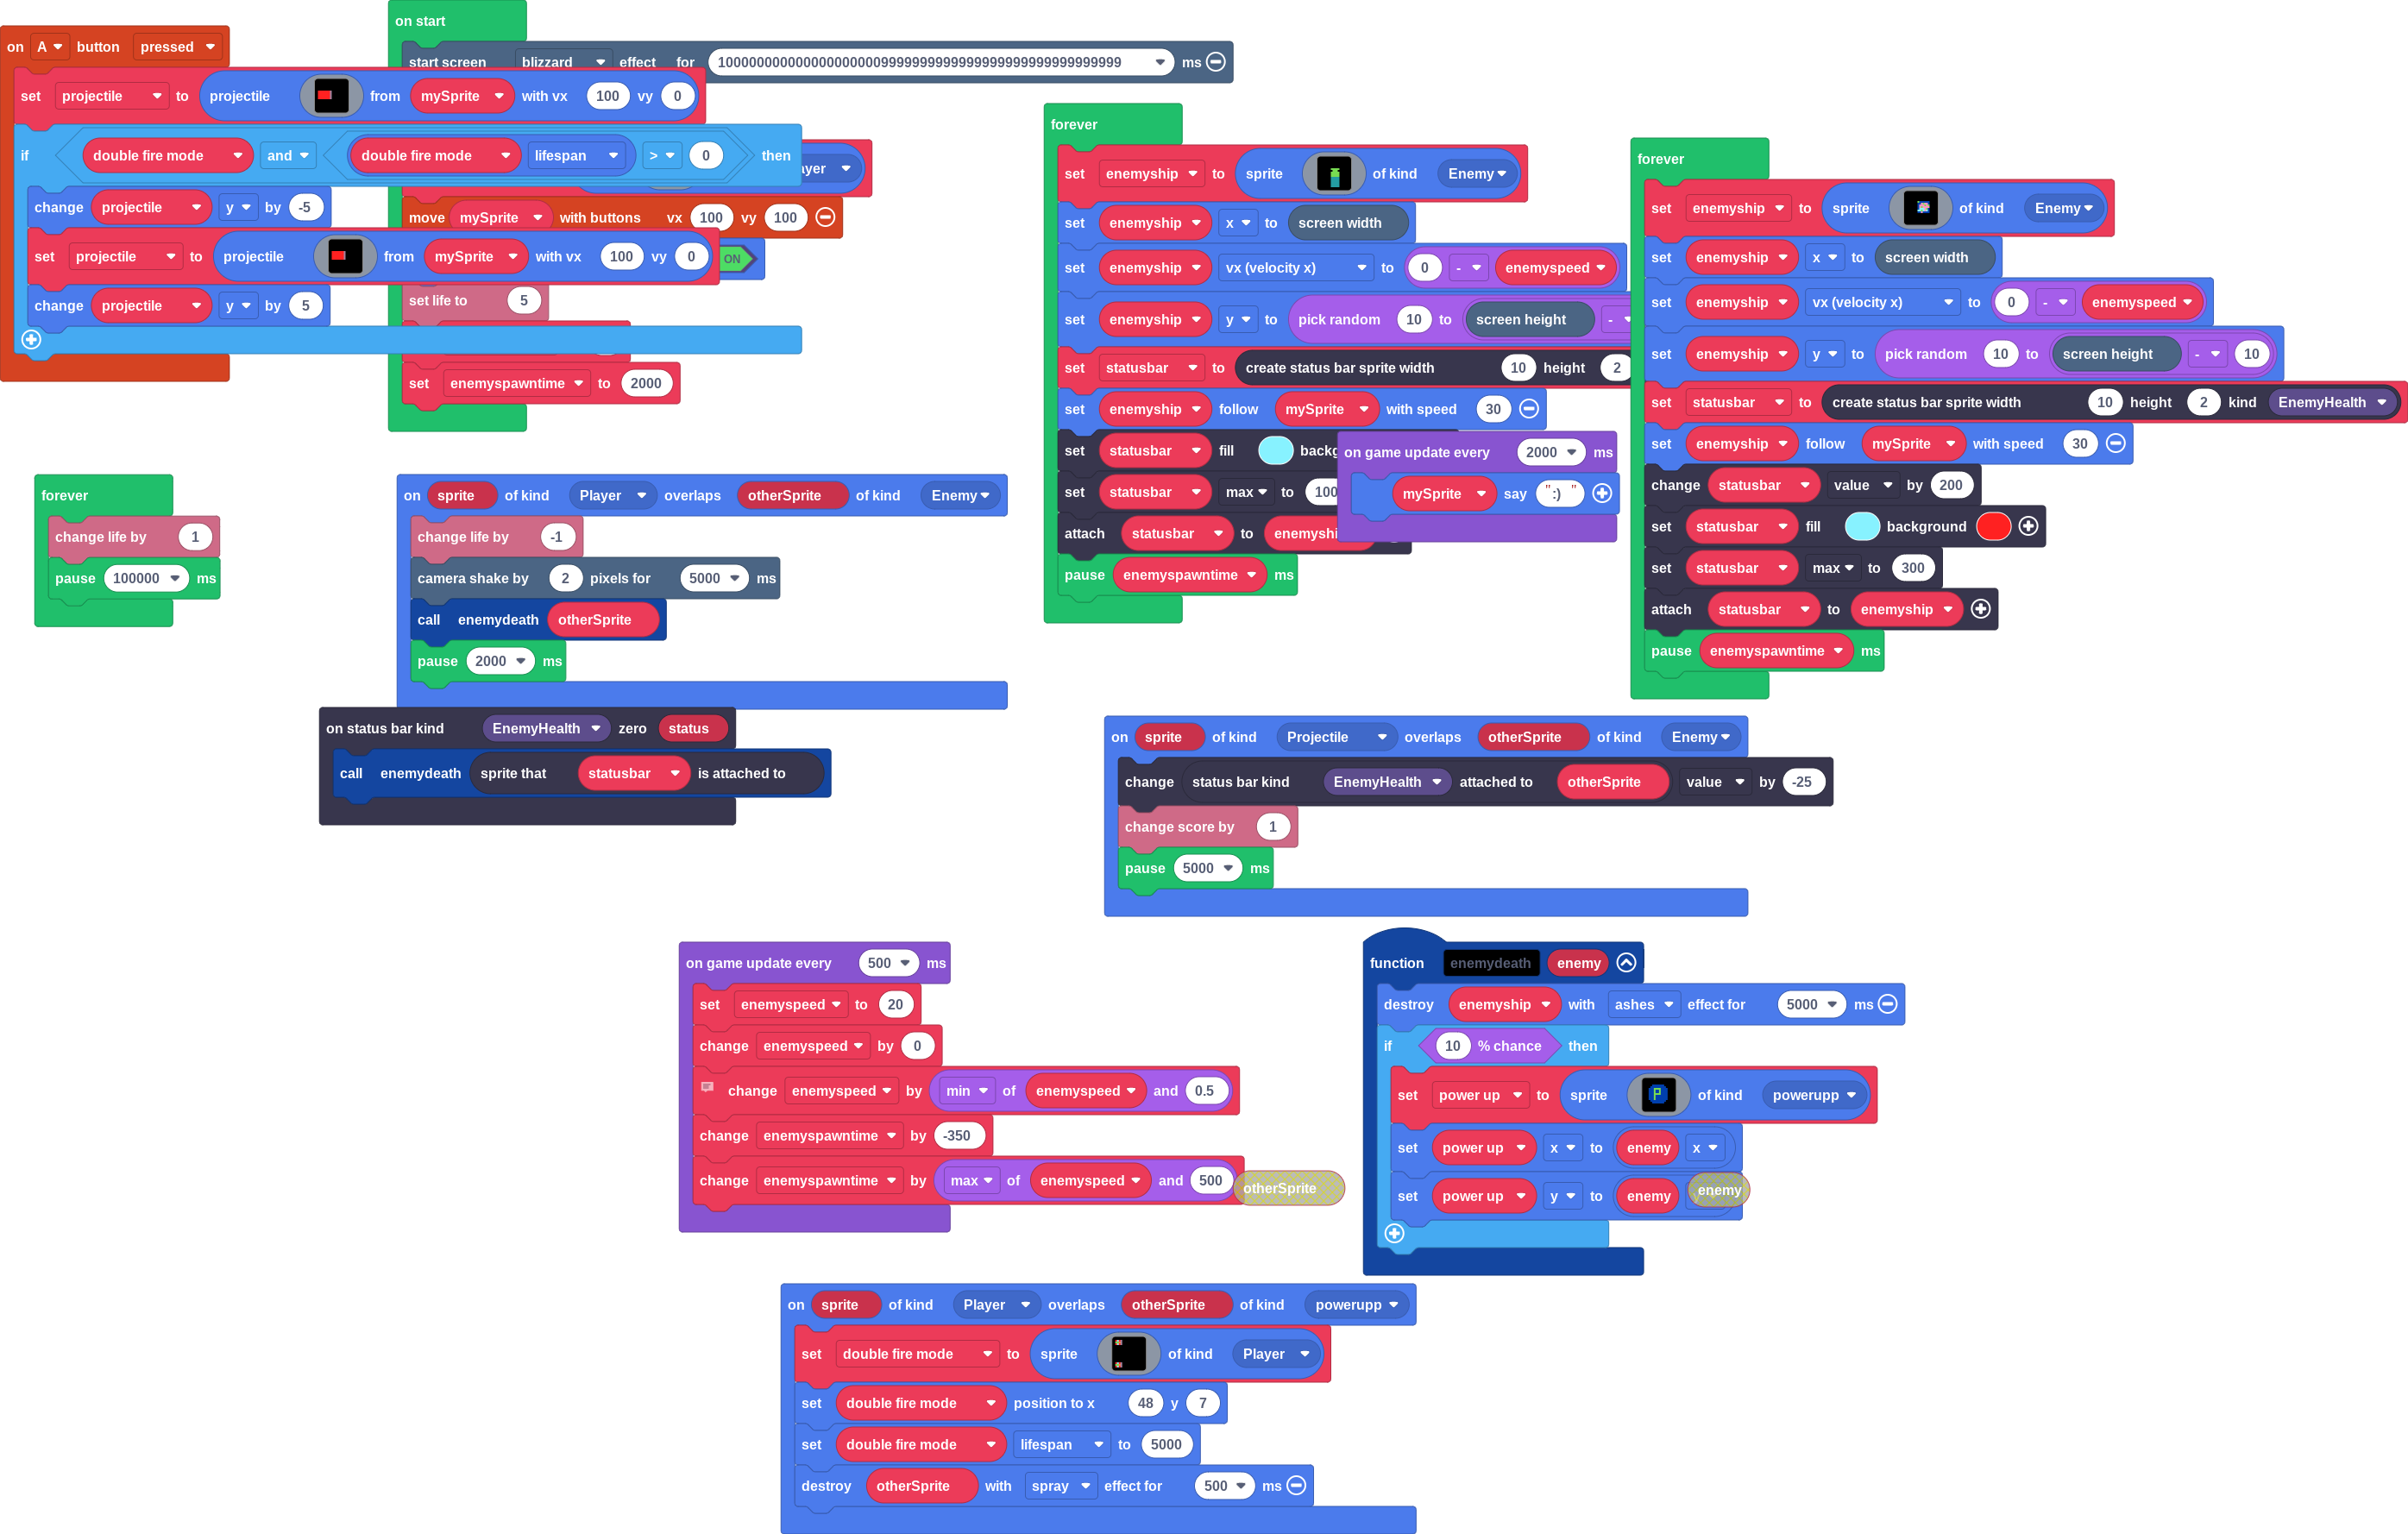 on A button pressed
set projectile to projectile from mySprite with vx 100 vy 0
if double fire mode and double fire mode lifespan > 0 then
change projectile y by -5
set projectile to projectile from mySprite with vx 100 vy 0
change projectile y by 5
on start
start screen blizzard effect for ms
move mySprite with buttons vx 100 vy 100
ON
set life to 5
set enemyspawntime to 2000
forever
set enemyship to sprite of kind Enemy
set enemyship x to screen width
set enemyship vx (velocity x) to 0 - enemyspeed
set enemyship y to pick random 10 to screen height -
set statusbar to create status bar sprite width 10 height 2
set enemyship follow mySprite with speed 30
set statusbar fill
set statusbar max to 100
attach statusbar to
pause enemyspawntime ms
on game update every 2000 ms
mySprite say ":)"
forever
set enemyship to sprite of kind Enemy
set enemyship x to screen width
set enemyship vx (velocity x) to 0 - enemyspeed
set enemyship y to pick random 10 to screen height - 10
set statusbar to create status bar sprite width 10 height 2 kind EnemyHealth
set enemyship follow mySprite with speed 30
change statusbar value by 200
set statusbar fill background
set statusbar max to 300
attach statusbar to enemyship
pause enemyspawntime ms
forever
change life by 1
pause 100000 ms
on sprite of kind Player overlaps otherSprite of kind Enemy
change life by -1
camera shake by 2 pixels for 5000 ms
call enemydeath otherSprite
pause 2000 ms
on status bar kind EnemyHealth zero status
call enemydeath sprite that statusbar is attached to
on sprite of kind Projectile overlaps otherSprite of kind Enemy
change status bar kind EnemyHealth attached to otherSprite value by -25
change score by 1
pause 5000 ms
on game update every 500 ms
set enemyspeed to 20
change enemyspeed by 0
change enemyspeed by min of enemyspeed and 0.5
change enemyspawntime by -350
change enemyspawntime by max of enemyspeed and 500
otherSprite
function enemydeath enemy
destroy enemyship with ashes effect for 5000 ms
if 10 % chance then
set power up to sprite of kind powerupp
set power up x to enemy x
set power up y to enemy
enemy
on sprite of kind Player overlaps otherSprite of kind powerupp
set double fire mode to sprite of kind Player
set double fire mode position to x 48 y 7
set double fire mode lifespan to 5000
destroy otherSprite with spray effect for 500 ms